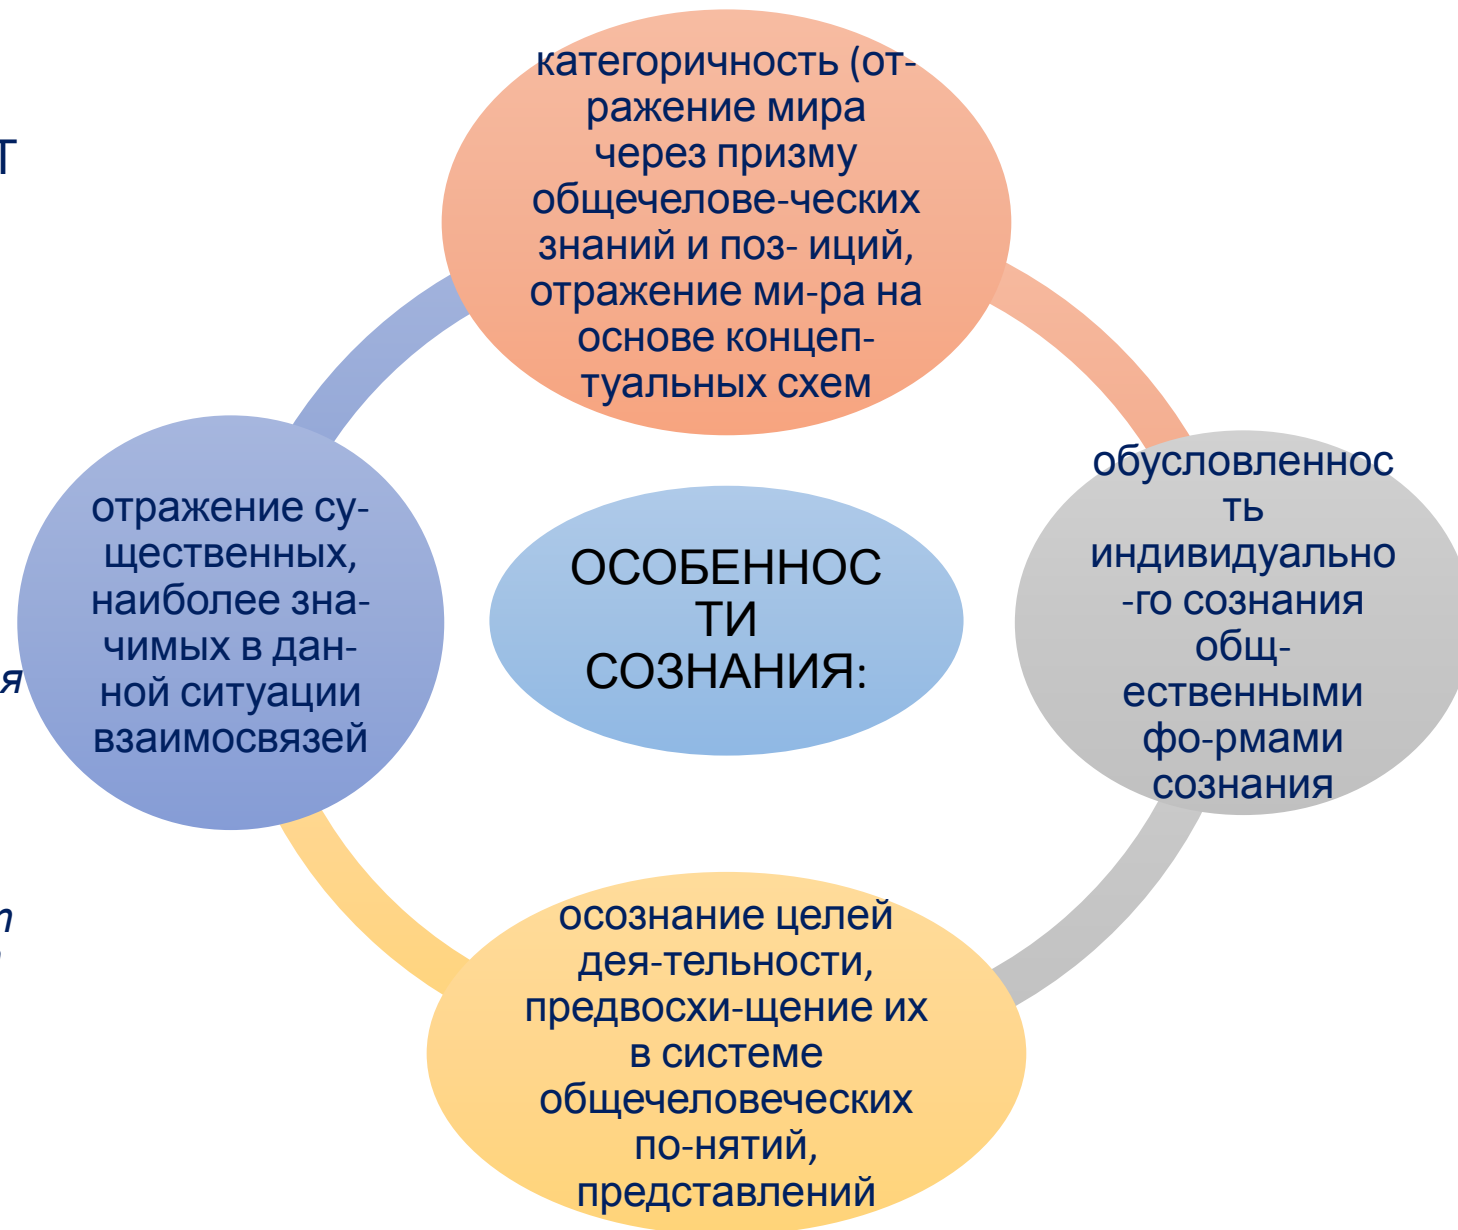 Т
я
т
категоричность (от-
ражение мира
через призму
общечелове-ческих
знаний и поз- иций,
отражение ми-ра на
основе концеп-
туальных схем
обусловленнос
ть
индивидуально
-го сознания
общ-
ественными
фо-рмами
сознания
осознание целей
дея-тельности,
предвосхи-щение их
в системе
общечеловеческих
по-нятий,
представлений
отражение су-
щественных,
наиболее зна-
чимых в дан-
ной ситуации
взаимосвязей
ОСОБЕННОС
ТИ
СОЗНАНИЯ: